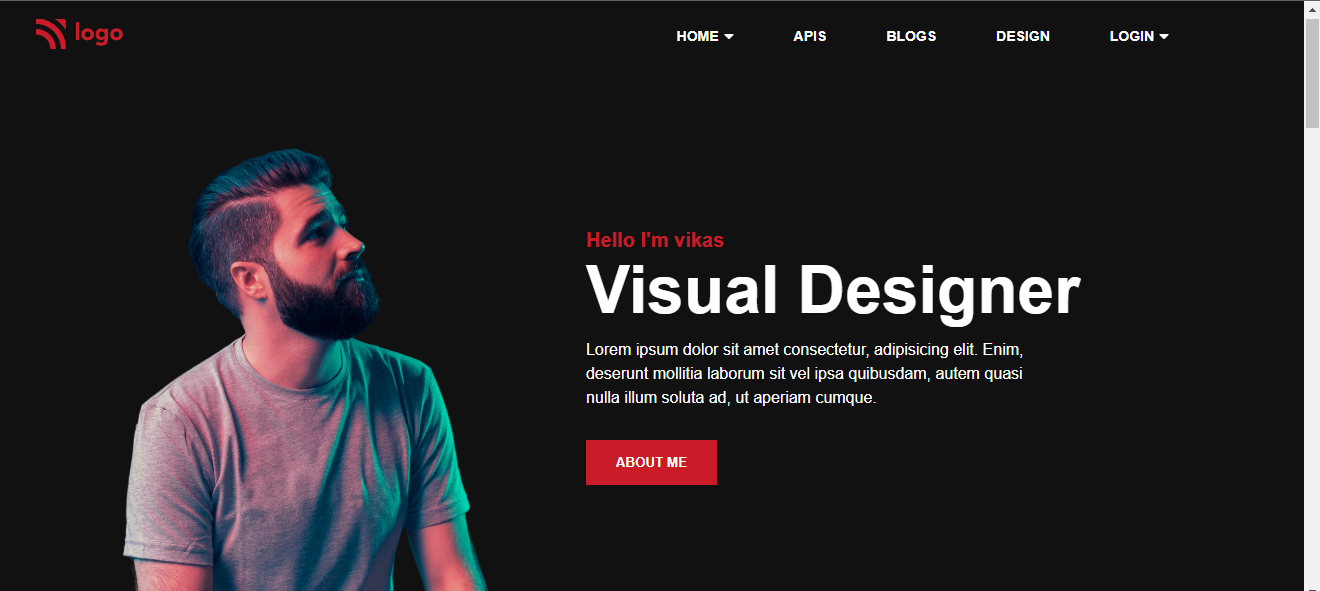 logo
HOME
APIS
BLOGS
DESIGN
LOGIN
Hello I'm vikas
Visual Designer
Lorem ipsum dolor sit amet consectetur, adipisicing elit. Enim,
deserunt mollitia laborum sit vel ipsa quibusdam, autem quasi
nulla illum soluta ad, ut aperiam cumque.
ABOUT ME